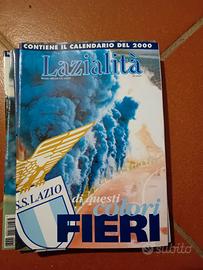 CONTIENE IL CALENDARIO DEL 2000
Lazialità
S.S. LAZIO
di questi
colori
FIERI
Subito